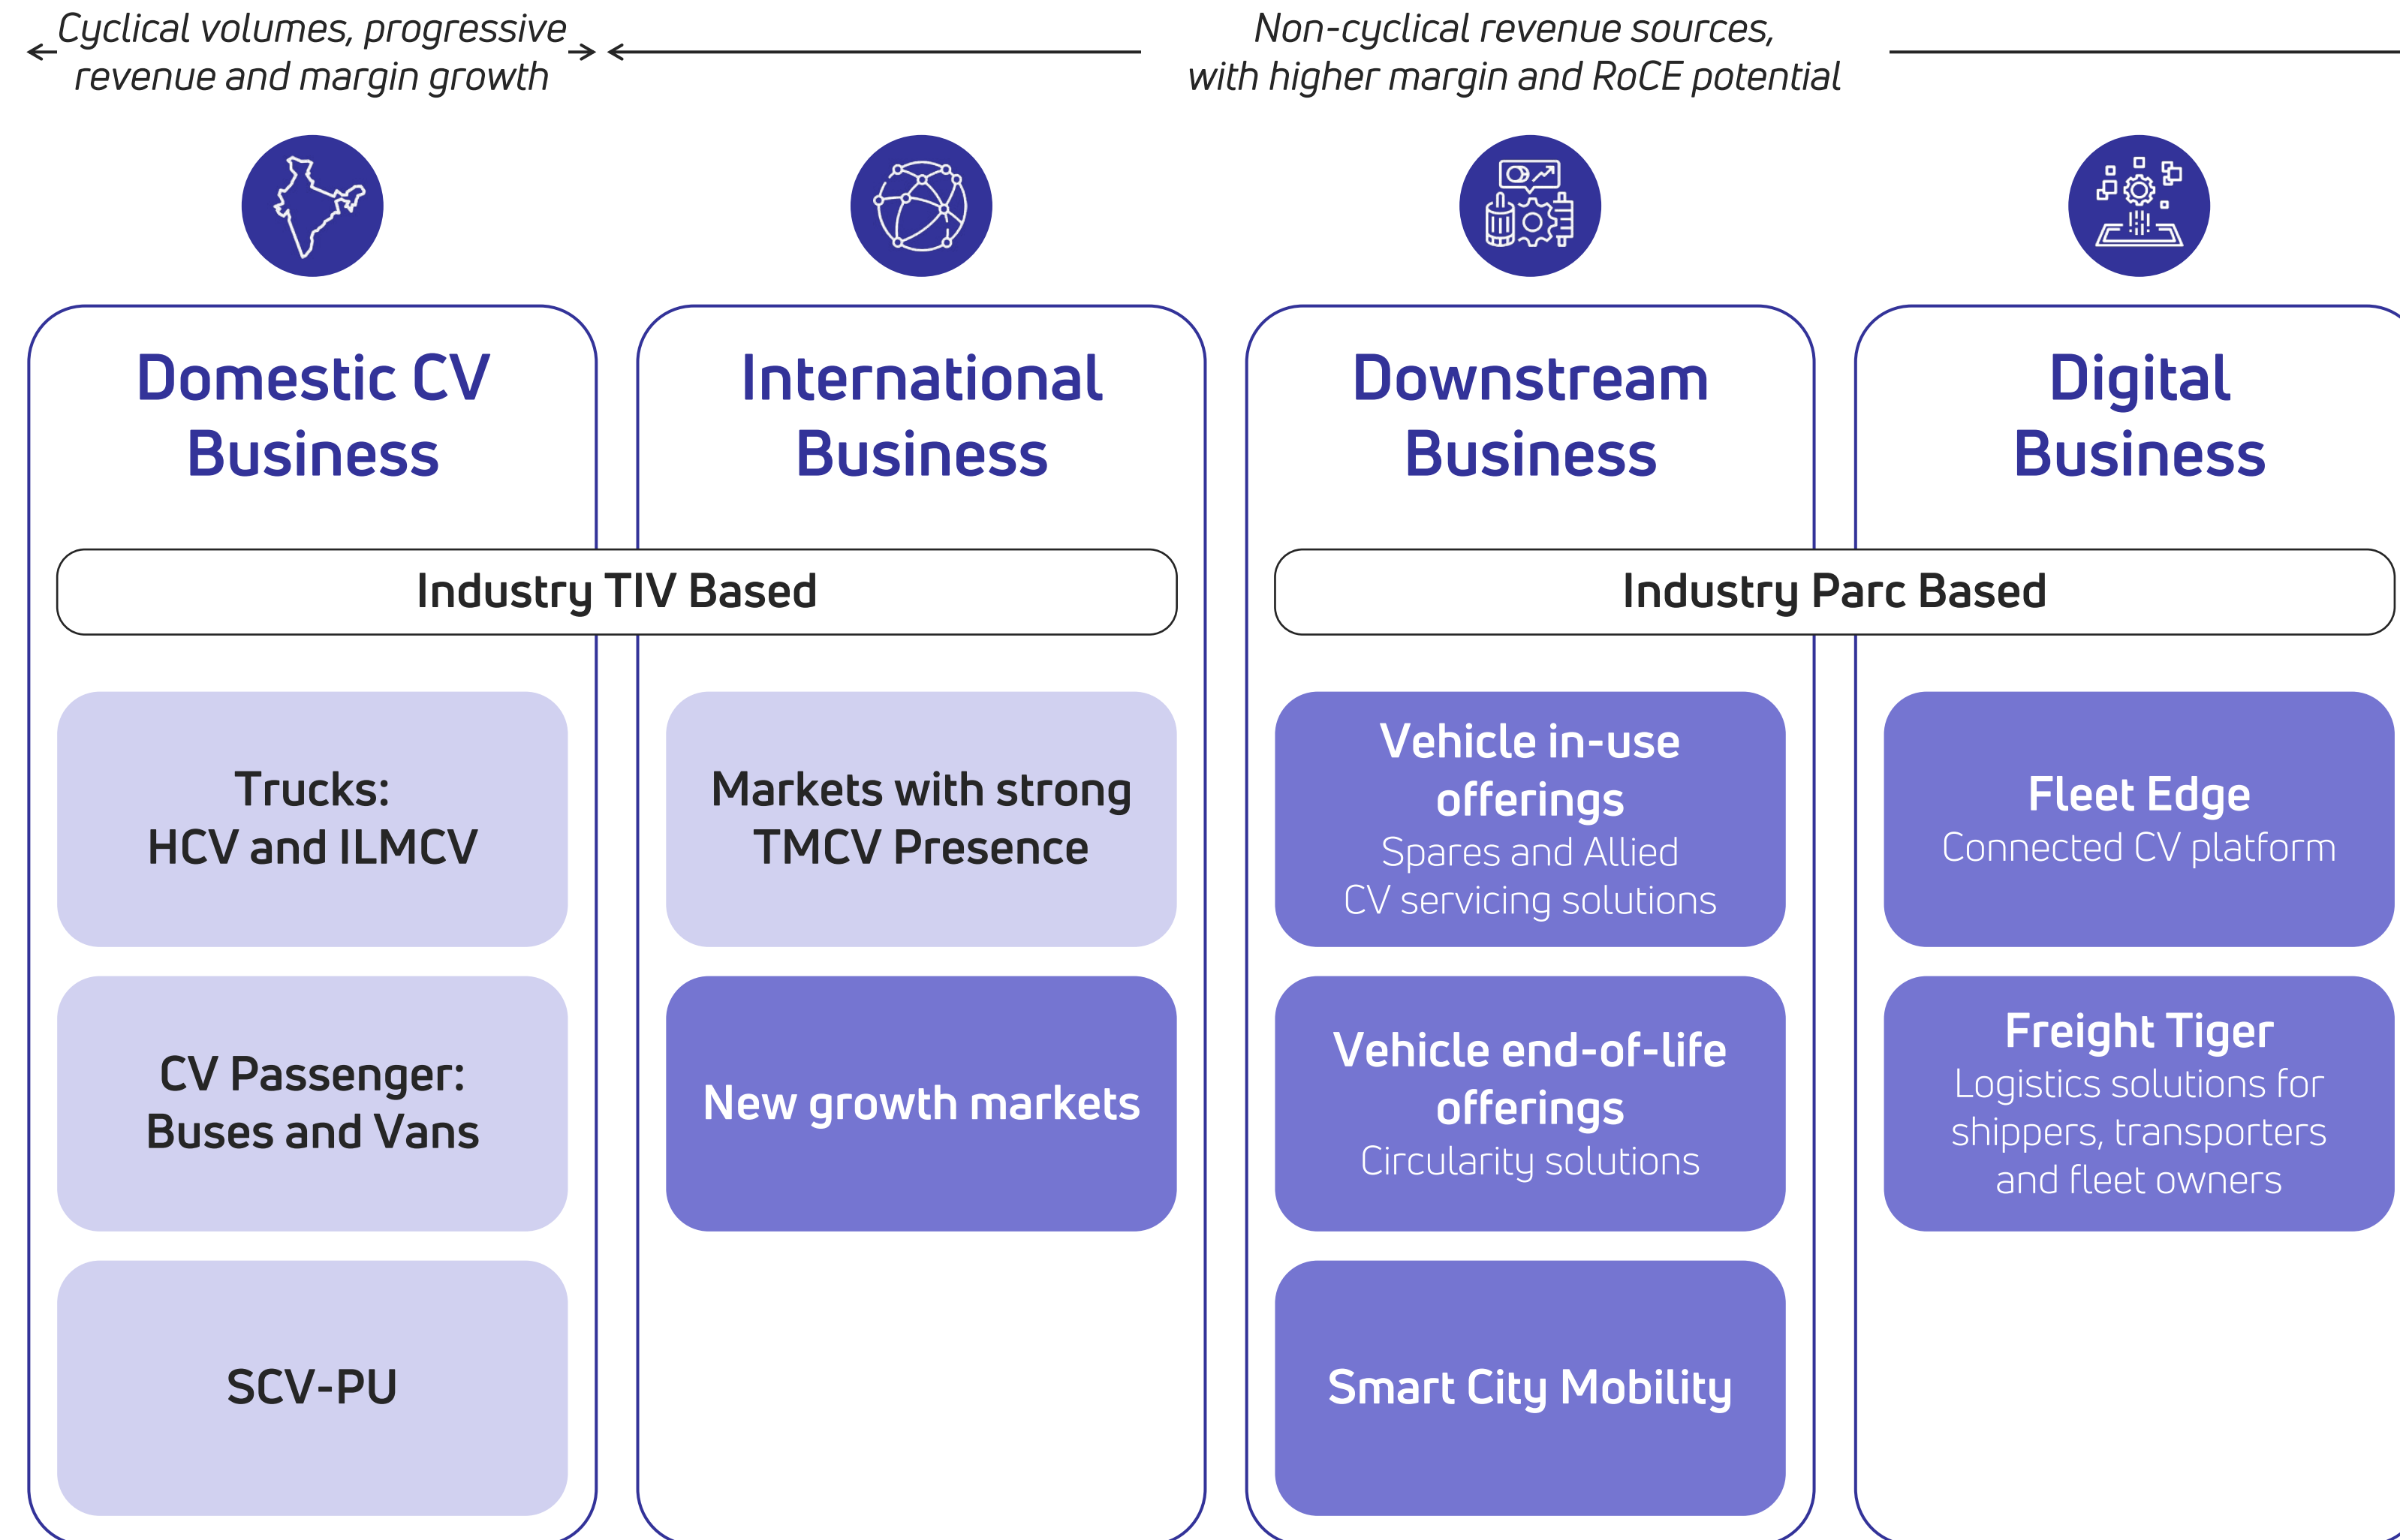 Cyclical volumes, progressive
revenue and margin growth
Non-cyclical revenue sources,
with higher margin and RoCE potential
Domestic CV
Business
International
Business
Downstream
Business
Digital
Business
Industry TIV Based
Industry Parc Based
Trucks:
HCV and ILMCV
CV Passenger:
Buses and Vans
SCV-PU
Markets with strong
TMCV Presence
New growth markets
Vehicle in-use
offerings
Spares and Allied
CV servicing solutions
Vehicle end-of-life
offerings
Circularity solutions
Smart City Mobility
Fleet Edge
Connected CV platform
Freight Tiger
Logistics solutions for
shippers, transporters
and fleet owners